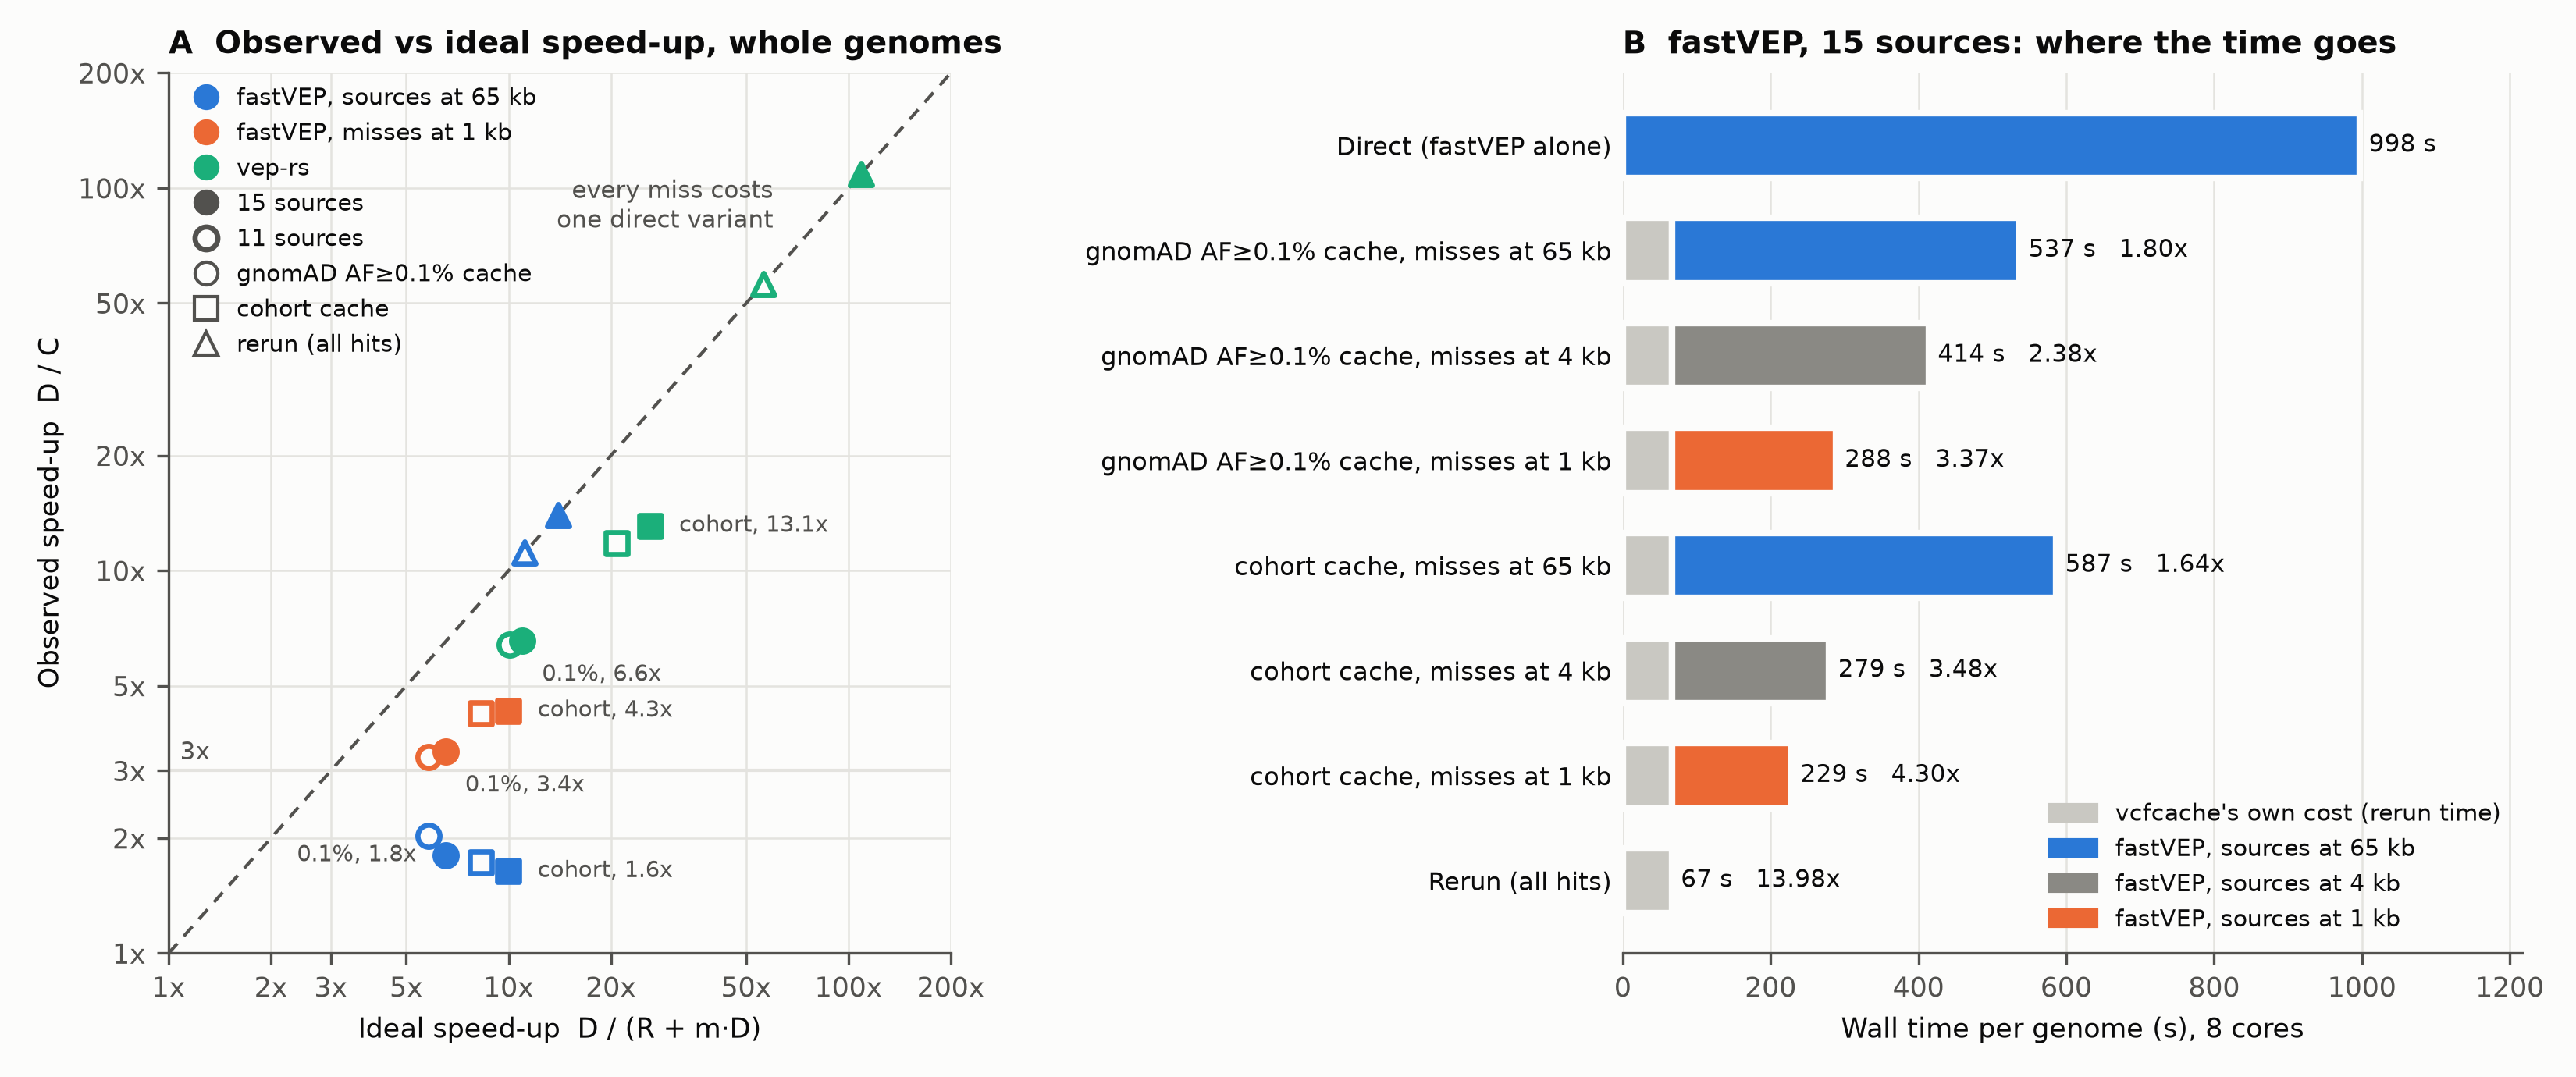 A  Observed vs ideal speed-up, whole genomes
200x
100x
50x
20x
10x
5x
3x
2x
1x
Observed speed-up  D / C
fastVEP, sources at 65 kb
fastVEP, misses at 1 kb
vep-rs
15 sources
11 sources
gnomAD AF≥0.1% cache
cohort cache
rerun (all hits)
every miss costs
one direct variant
cohort, 13.1x
0.1%, 6.6x
cohort, 4.3x
3x
0.1%, 3.4x
0.1%, 1.8x
cohort, 1.6x
1x
2x
3x
5x
10x
20x
50x
100x
200x
Ideal speed-up  D / (R + m·D)
B  fastVEP, 15 sources: where the time goes
Direct (fastVEP alone)
998 s
gnomAD AF≥0.1% cache, misses at 65 kb
537 s  1.80x
gnomAD AF≥0.1% cache, misses at 4 kb
414 s  2.38x
gnomAD AF≥0.1% cache, misses at 1 kb
288 s  3.37x
cohort cache, misses at 65 kb
587 s  1.64x
cohort cache, misses at 4 kb
279 s  3.48x
cohort cache, misses at 1 kb
229 s  4.30x
Rerun (all hits)
67 s  13.98x
vcfcache's own cost (rerun time)
fastVEP, sources at 65 kb
fastVEP, sources at 4 kb
fastVEP, sources at 1 kb
0
200
400
600
800
1000
1200
Wall time per genome (s), 8 cores